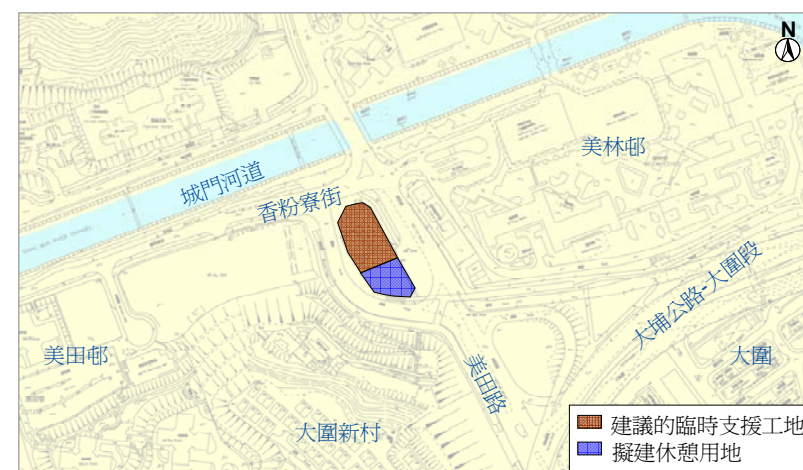 N
美林邨
城門河道
香粉寮街
大埔公路-大圍段
美田邨
大圍
美田路
大圍新村
建議的臨時支援工地
擬建休憩用地